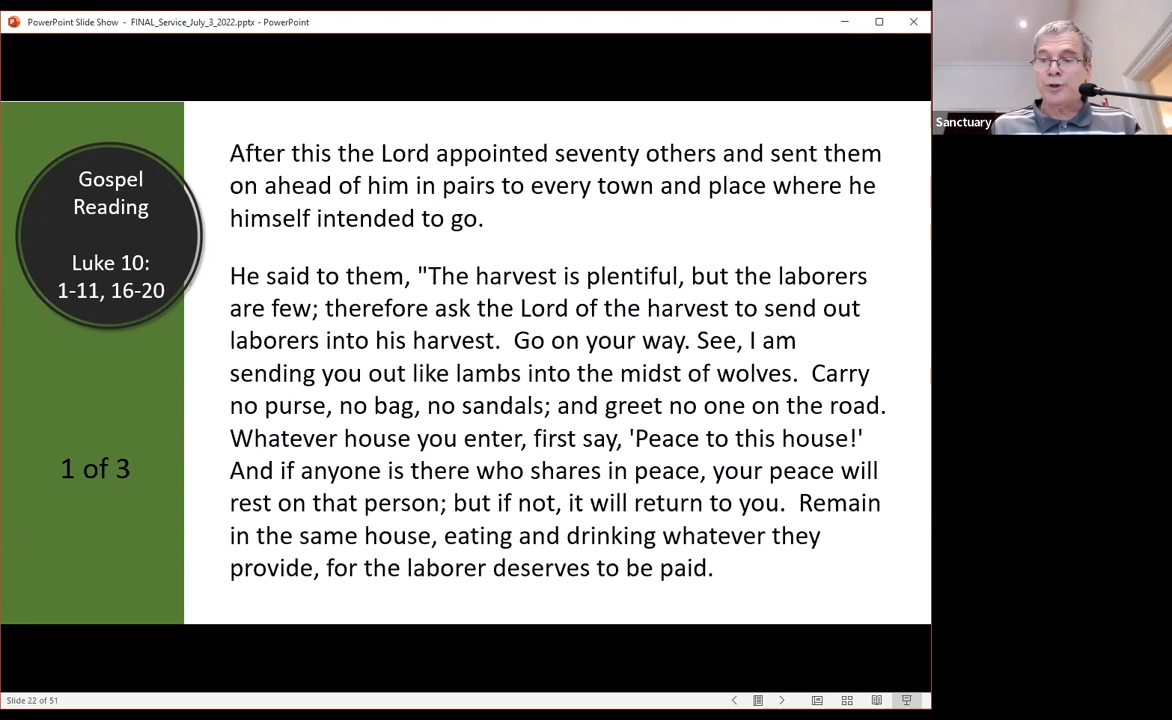 PowerPoint Slide Show - FINAL_Service_July_3_2022.pptx - PowerPoint
Sanctuary
Gospel
Reading
Luke 10:
1-11, 16-20
1 of 3
After this the Lord appointed seventy others and sent them
on ahead of him in pairs to every town and place where he
himself intended to go.
He said to them, "The harvest is plentiful, but the laborers
are few; therefore ask the Lord of the harvest to send out
laborers into his harvest.  Go on your way. See, I am
sending you out like lambs into the midst of wolves.  Carry
no purse, no bag, no sandals; and greet no one on the road.
Whatever house you enter, first say, 'Peace to this house!'
And if anyone is there who shares in peace, your peace will
rest on that person; but if not, it will return to you.  Remain
in the same house, eating and drinking whatever they
provide, for the laborer deserves to be paid.
Slide 22 of 51